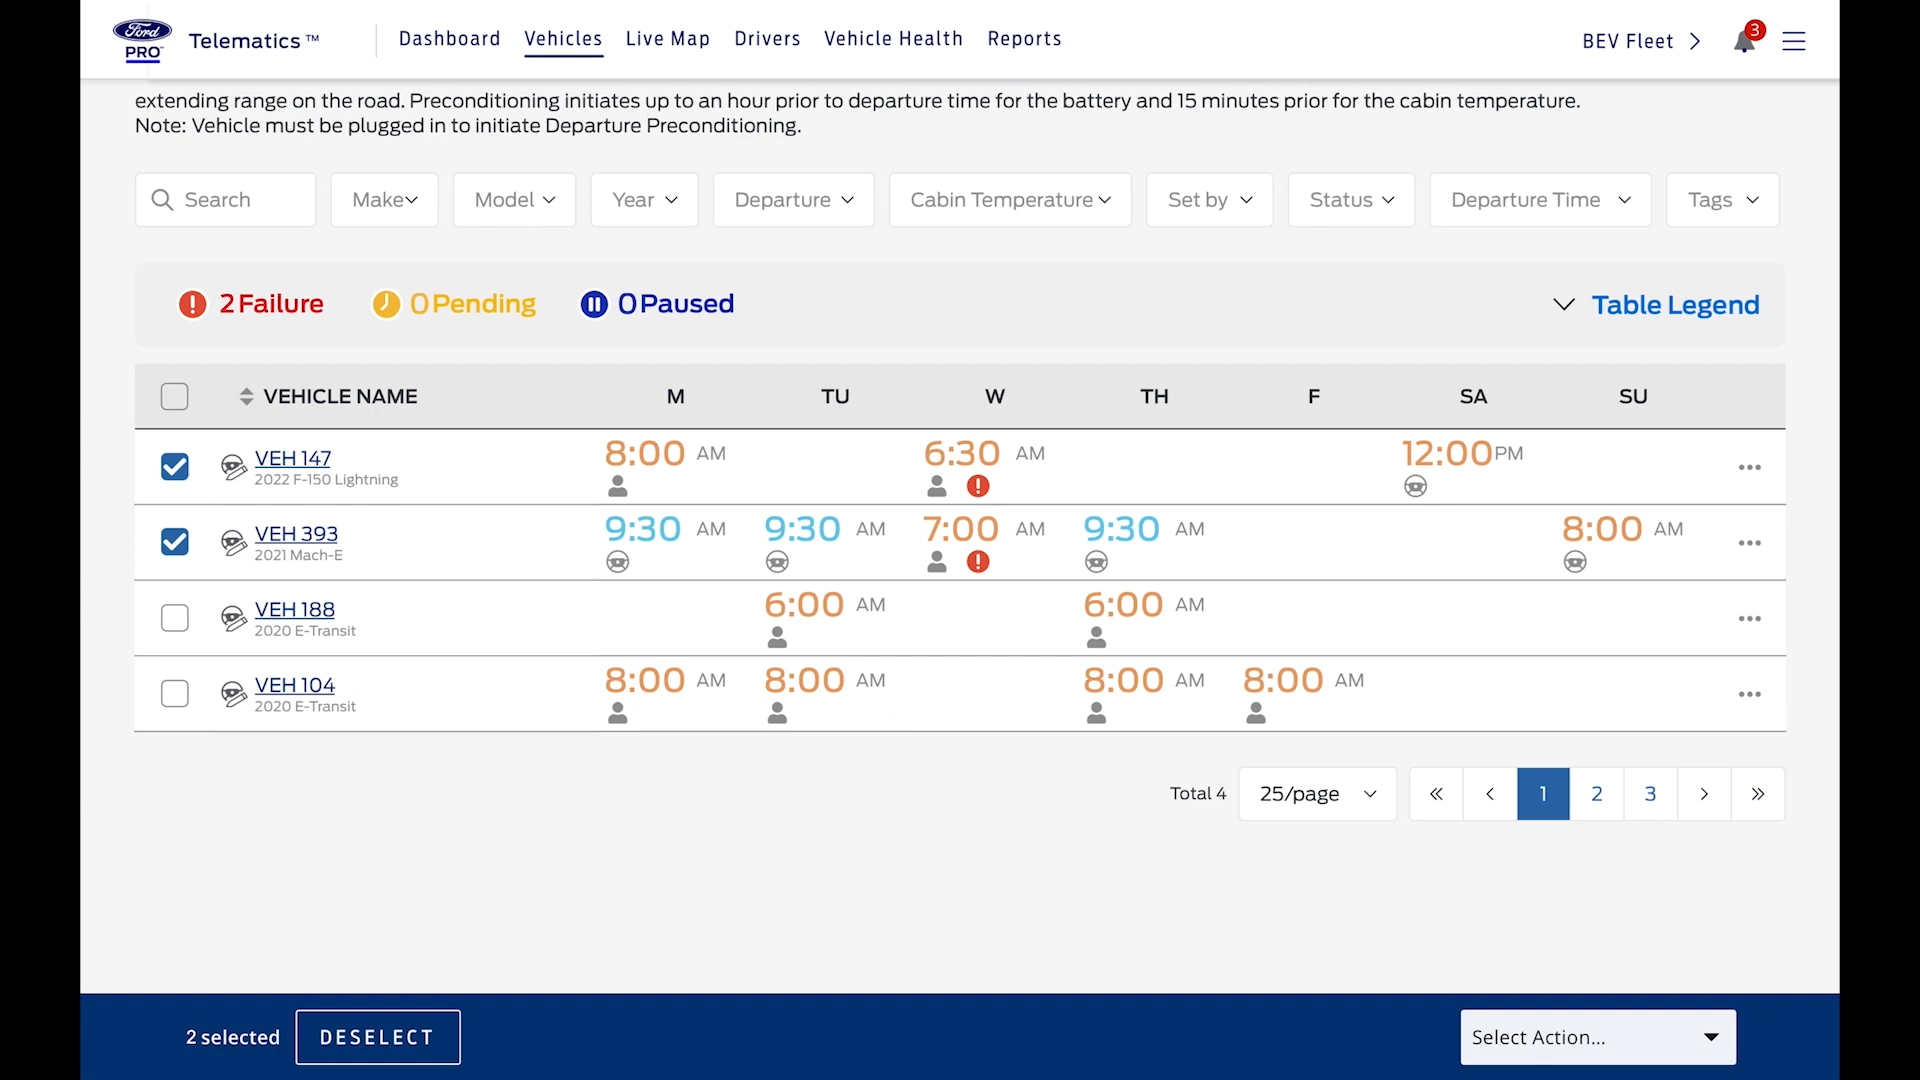 Ford
PRO™
Telematics ™
Dashboard Vehicles Live Map Drivers Vehicle Health Reports
BEV Fleet
3
extending range on the road. Preconditioning initiates up to an hour prior to departure time for the battery and 15 minutes prior for the cabin temperature.
Note: Vehicle must be plugged in to initiate Departure Preconditioning.
Search Make Model Year Departure Cabin Temperature Set by Status Departure Time Tags
2 Failure 0 Pending 0 Paused Table Legend
VEHICLE NAME M TU W TH F SA SU
VEH 147 8:00 AM 6:30 AM 12:00 PM
2022 F-150 Lightning
VEH 393 9:30 AM 9:30 AM 7:00 AM 9:30 AM 8:00 AM
2021 Mach-E
VEH 188 6:00 AM 6:00 AM
2020 E-Transit
VEH 104 8:00 AM 8:00 AM 8:00 AM 8:00 AM
2020 E-Transit
Total 4 25/page « ‹ 1 2 3 › »
2 selected DESELECT Select Action...